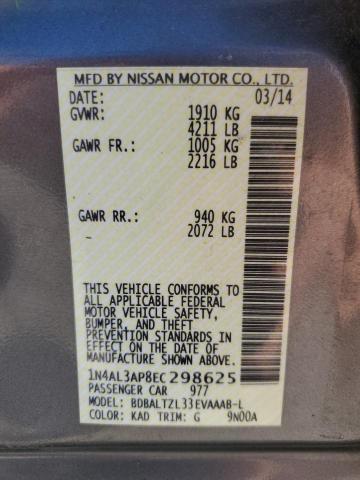 MFD BY NISSAN MOTOR CO., LTD.
DATE: 03/14
GVWR: 1910 KG
4211 LB
GAWR FR: 1005 KG
2216 LB
GAWR RR: 940 KG
2072 LB
THIS VEHICLE CONFORMS TO
ALL APPLICABLE FEDERAL
MOTOR VEHICLE SAFETY,
BUMPER, AND THEFT
PREVENTION STANDARDS IN
EFFECT ON THE DATE OF
MANUFACTURE SHOWN ABOVE.
1N4AL3AP8EC298625
PASSENGER CAR 977
MODEL: BDBALTZL33EVAAAB-L
COLOR: KAD TRIM: G 9N00A